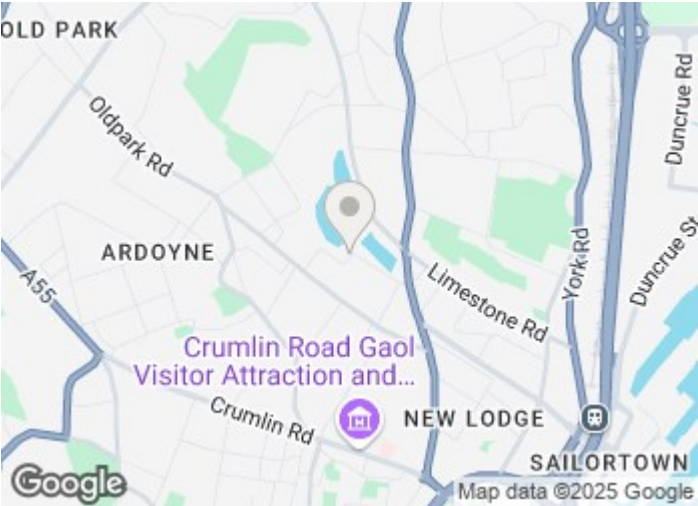 OLD PARK
Oldpark Rd
Duncrue Rd
ARDOYNE
A55
York Rd
Duncrue St
Limestone Rd
Crumlin Road Gaol
Visitor Attraction and...
Crumlin Rd
NEW LODGE
SAILORTOWN
Google
Map data ©2025 Google